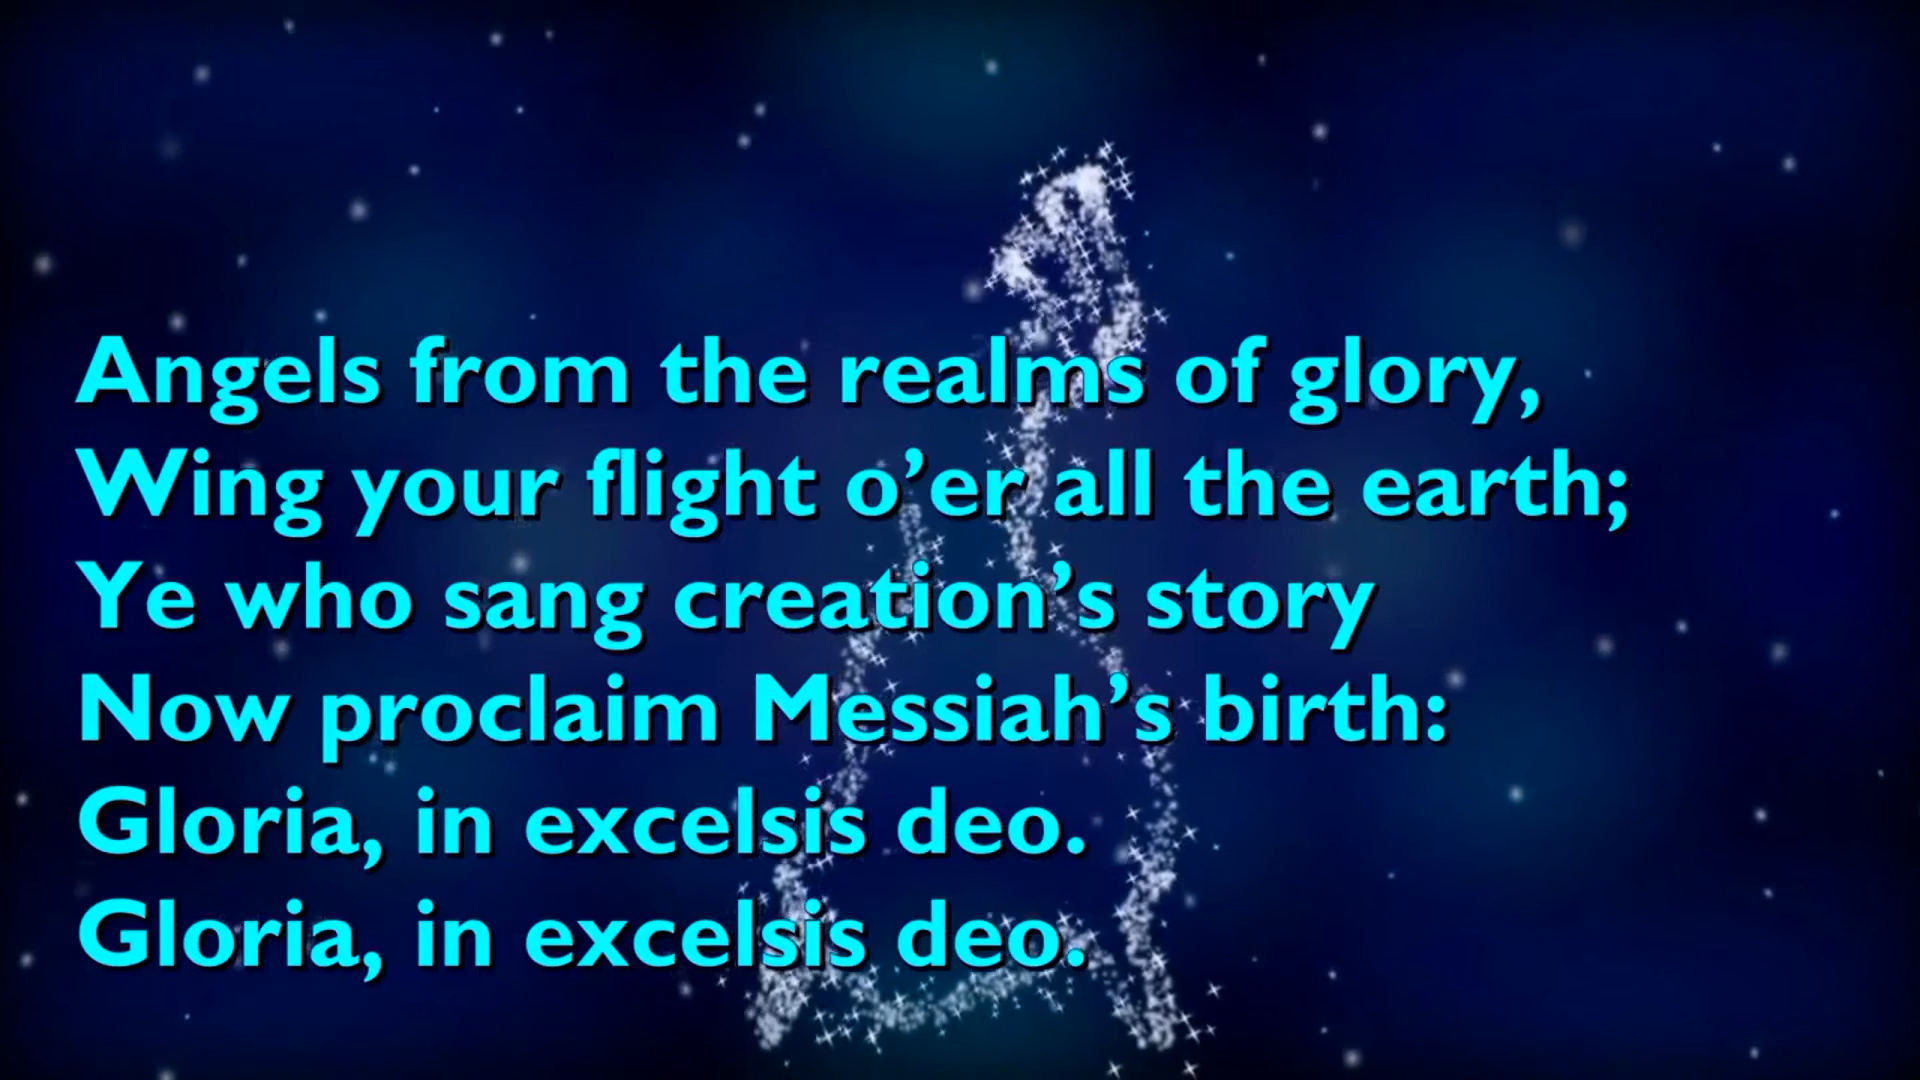 Angels from the realms of glory,
Wing your flight o’er all the earth;
Ye who sang creation’s story
Now proclaim Messiah’s birth:
Gloria, in excelsis deo.
Gloria, in excelsis deo.